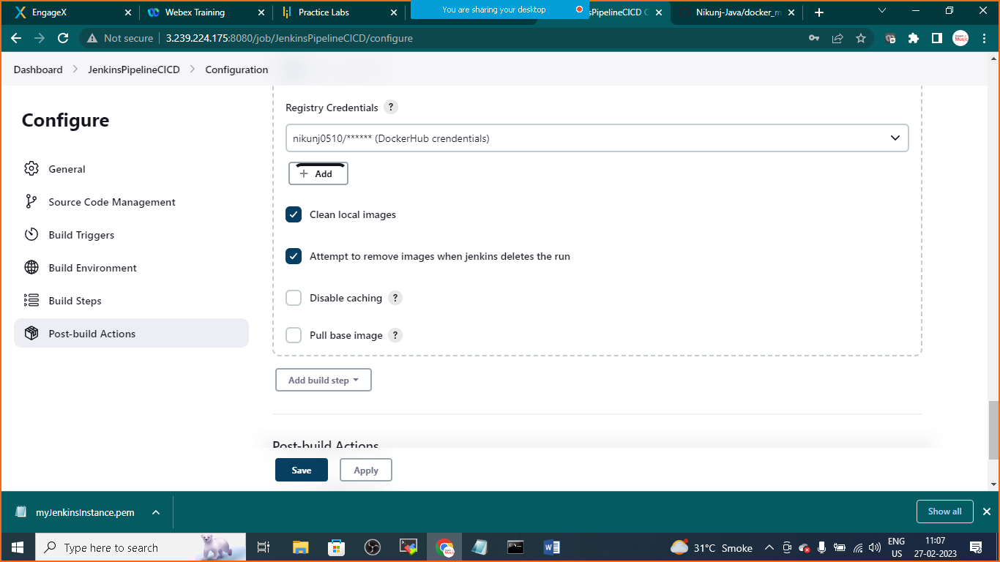 EngageX
Webex Training
Practice Labs
You are sharing your desktop
sPipelineCICD C
Nikunj-Java/docker_m
Not secure
3.239.224.175:8080/job/JenkinsPipelineCICD/configure
Dashboard
JenkinsPipelineCICD
Configuration
Configure
General
Source Code Management
Build Triggers
Build Environment
Build Steps
Post-build Actions
Registry Credentials ?
nikunj0510/****** (DockerHub crendentials)
+ Add
Clean local images
Attempt to remove images when jenkins deletes the run
Disable caching ?
Pull base image ?
Add build step
Post-build Actions
Save
Apply
myJenkinsInstance.pem
Show all
Type here to search
31°C Smoke
ENG
US
11:07
27-02-2023